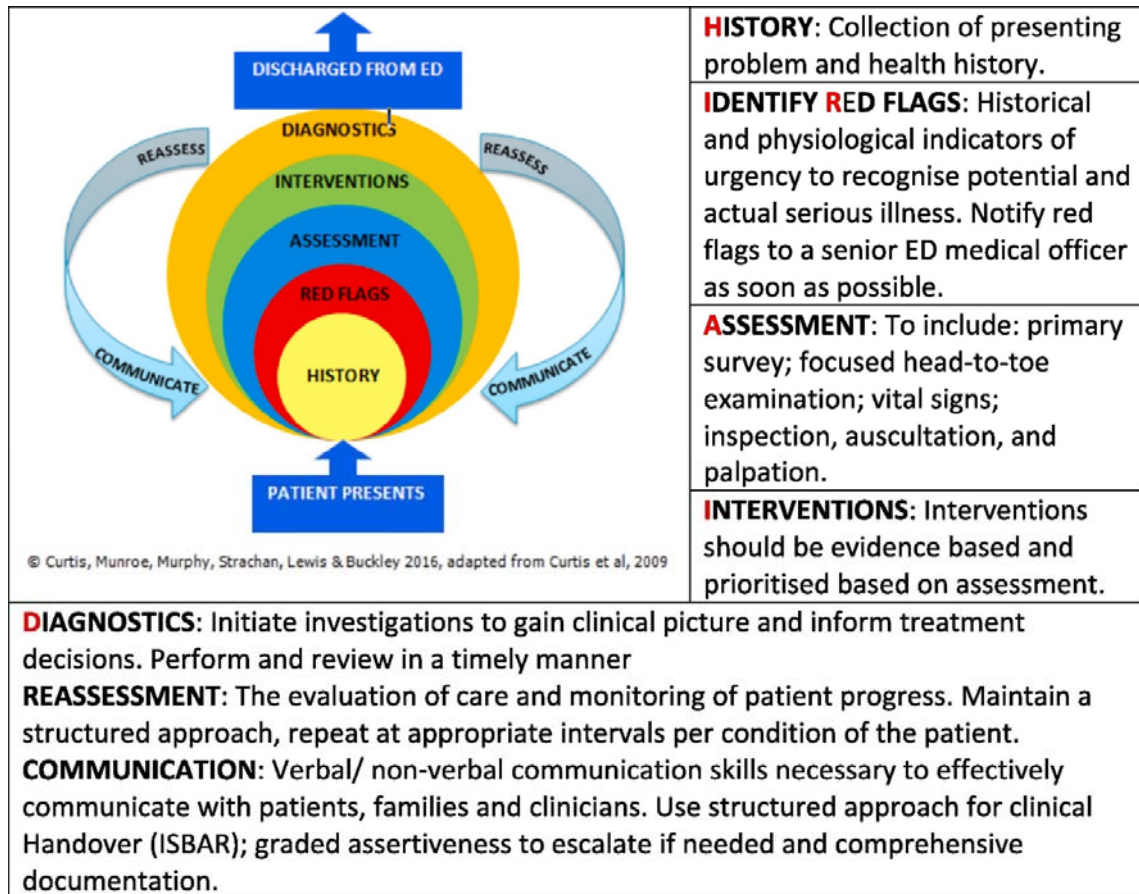 DISCHARGED FROM ED
DIAGNOSTICS
REASSESS
REASSESS
INTERVENTIONS
ASSESSMENT
RED FLAGS
COMMUNICATE
COMMUNICATE
HISTORY
PATIENT PRESENTS
© Curtis, Munroe, Murphy, Strachan, Lewis & Buckley 2016, adapted from Curtis et al, 2009
HISTORY: Collection of presenting
problem and health history.
IDENTIFY RED FLAGS: Historical
and physiological indicators of
urgency to recognise potential and
actual serious illness. Notify red
flags to a senior ED medical officer
as soon as possible.
ASSESSMENT: To include: primary
survey; focused head-to-toe
examination; vital signs;
inspection, auscultation, and
palpation.
INTERVENTIONS: Interventions
should be evidence based and
prioritised based on assessment.
DIAGNOSTICS: Initiate investigations to gain clinical picture and inform treatment
decisions. Perform and review in a timely manner
REASSESSMENT: The evaluation of care and monitoring of patient progress. Maintain a
structured approach, repeat at appropriate intervals per condition of the patient.
COMMUNICATION: Verbal/ non-verbal communication skills necessary to effectively
communicate with patients, families and clinicians. Use structured approach for clinical
Handover (ISBAR); graded assertiveness to escalate if needed and comprehensive
documentation.